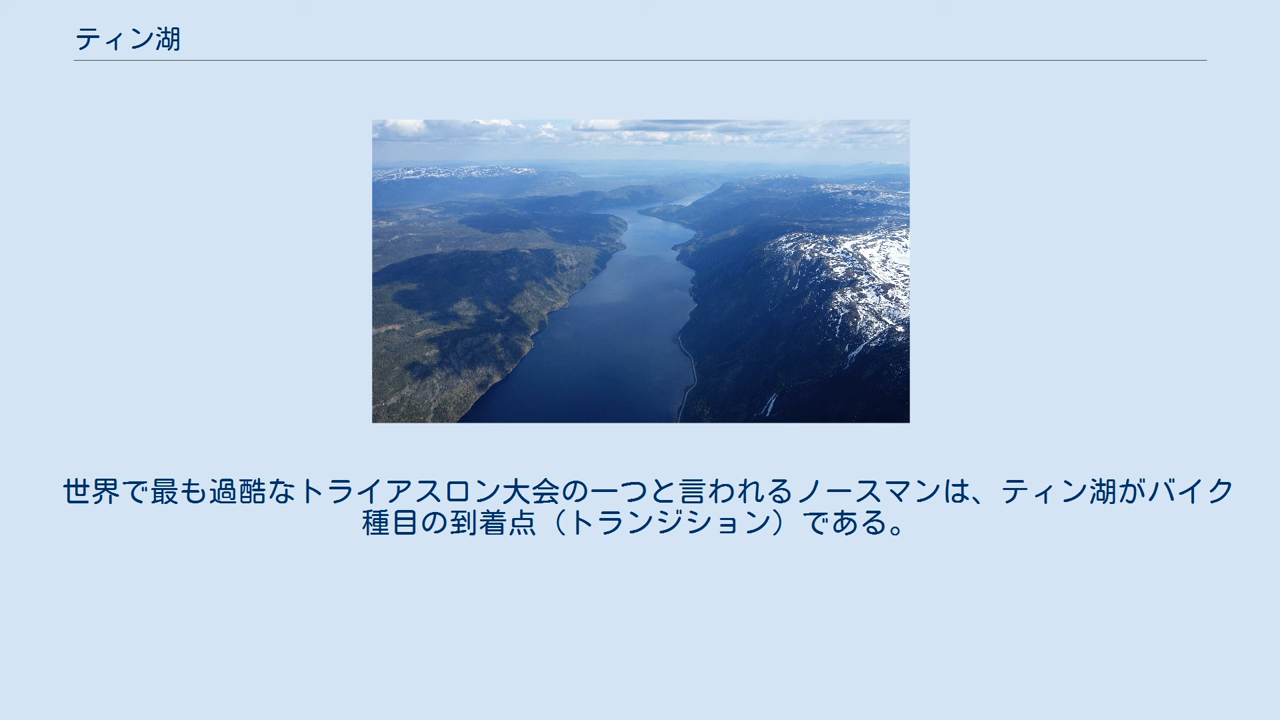 ティン湖
世界で最も過酷なトライアスロン大会の一つと言われるノースマンは、ティン湖がバイク
種目の到着点（トランジション）である。